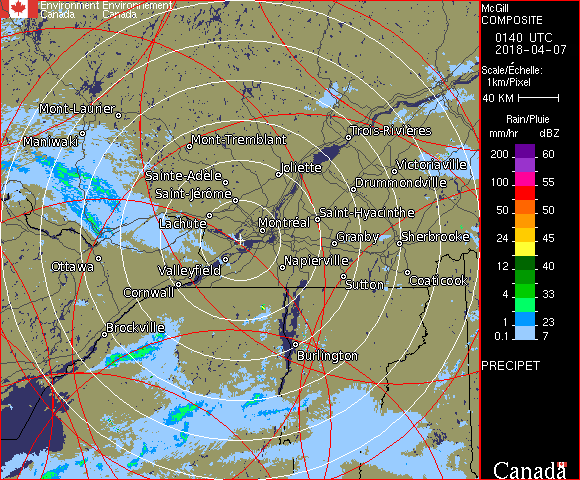 Environment Environnement
Canada Canada
McGill
COMPOSITE
0140 UTC
2018-04-07
Scale/Échelle:
1km/Pixel
40 KM
Rain/Pluie
mm/hr dBZ
200 60
100 55
50 50
24 45
12 40
4 33
1 23
0.1 7
PRECIPET
Canada
Mont-Laurier
Maniwaki
Mont-Tremblant
Trois-Rivières
Joliette
Victoriaville
Sainte-Adèle
Drummondville
Saint-Jérôme
Lachute
Saint-Hyacinthe
Montréal
Granby
Sherbrooke
Ottawa
Valleyfield
Napierville
Cornwall
Sutton
Coaticook
Brockville
Burlington